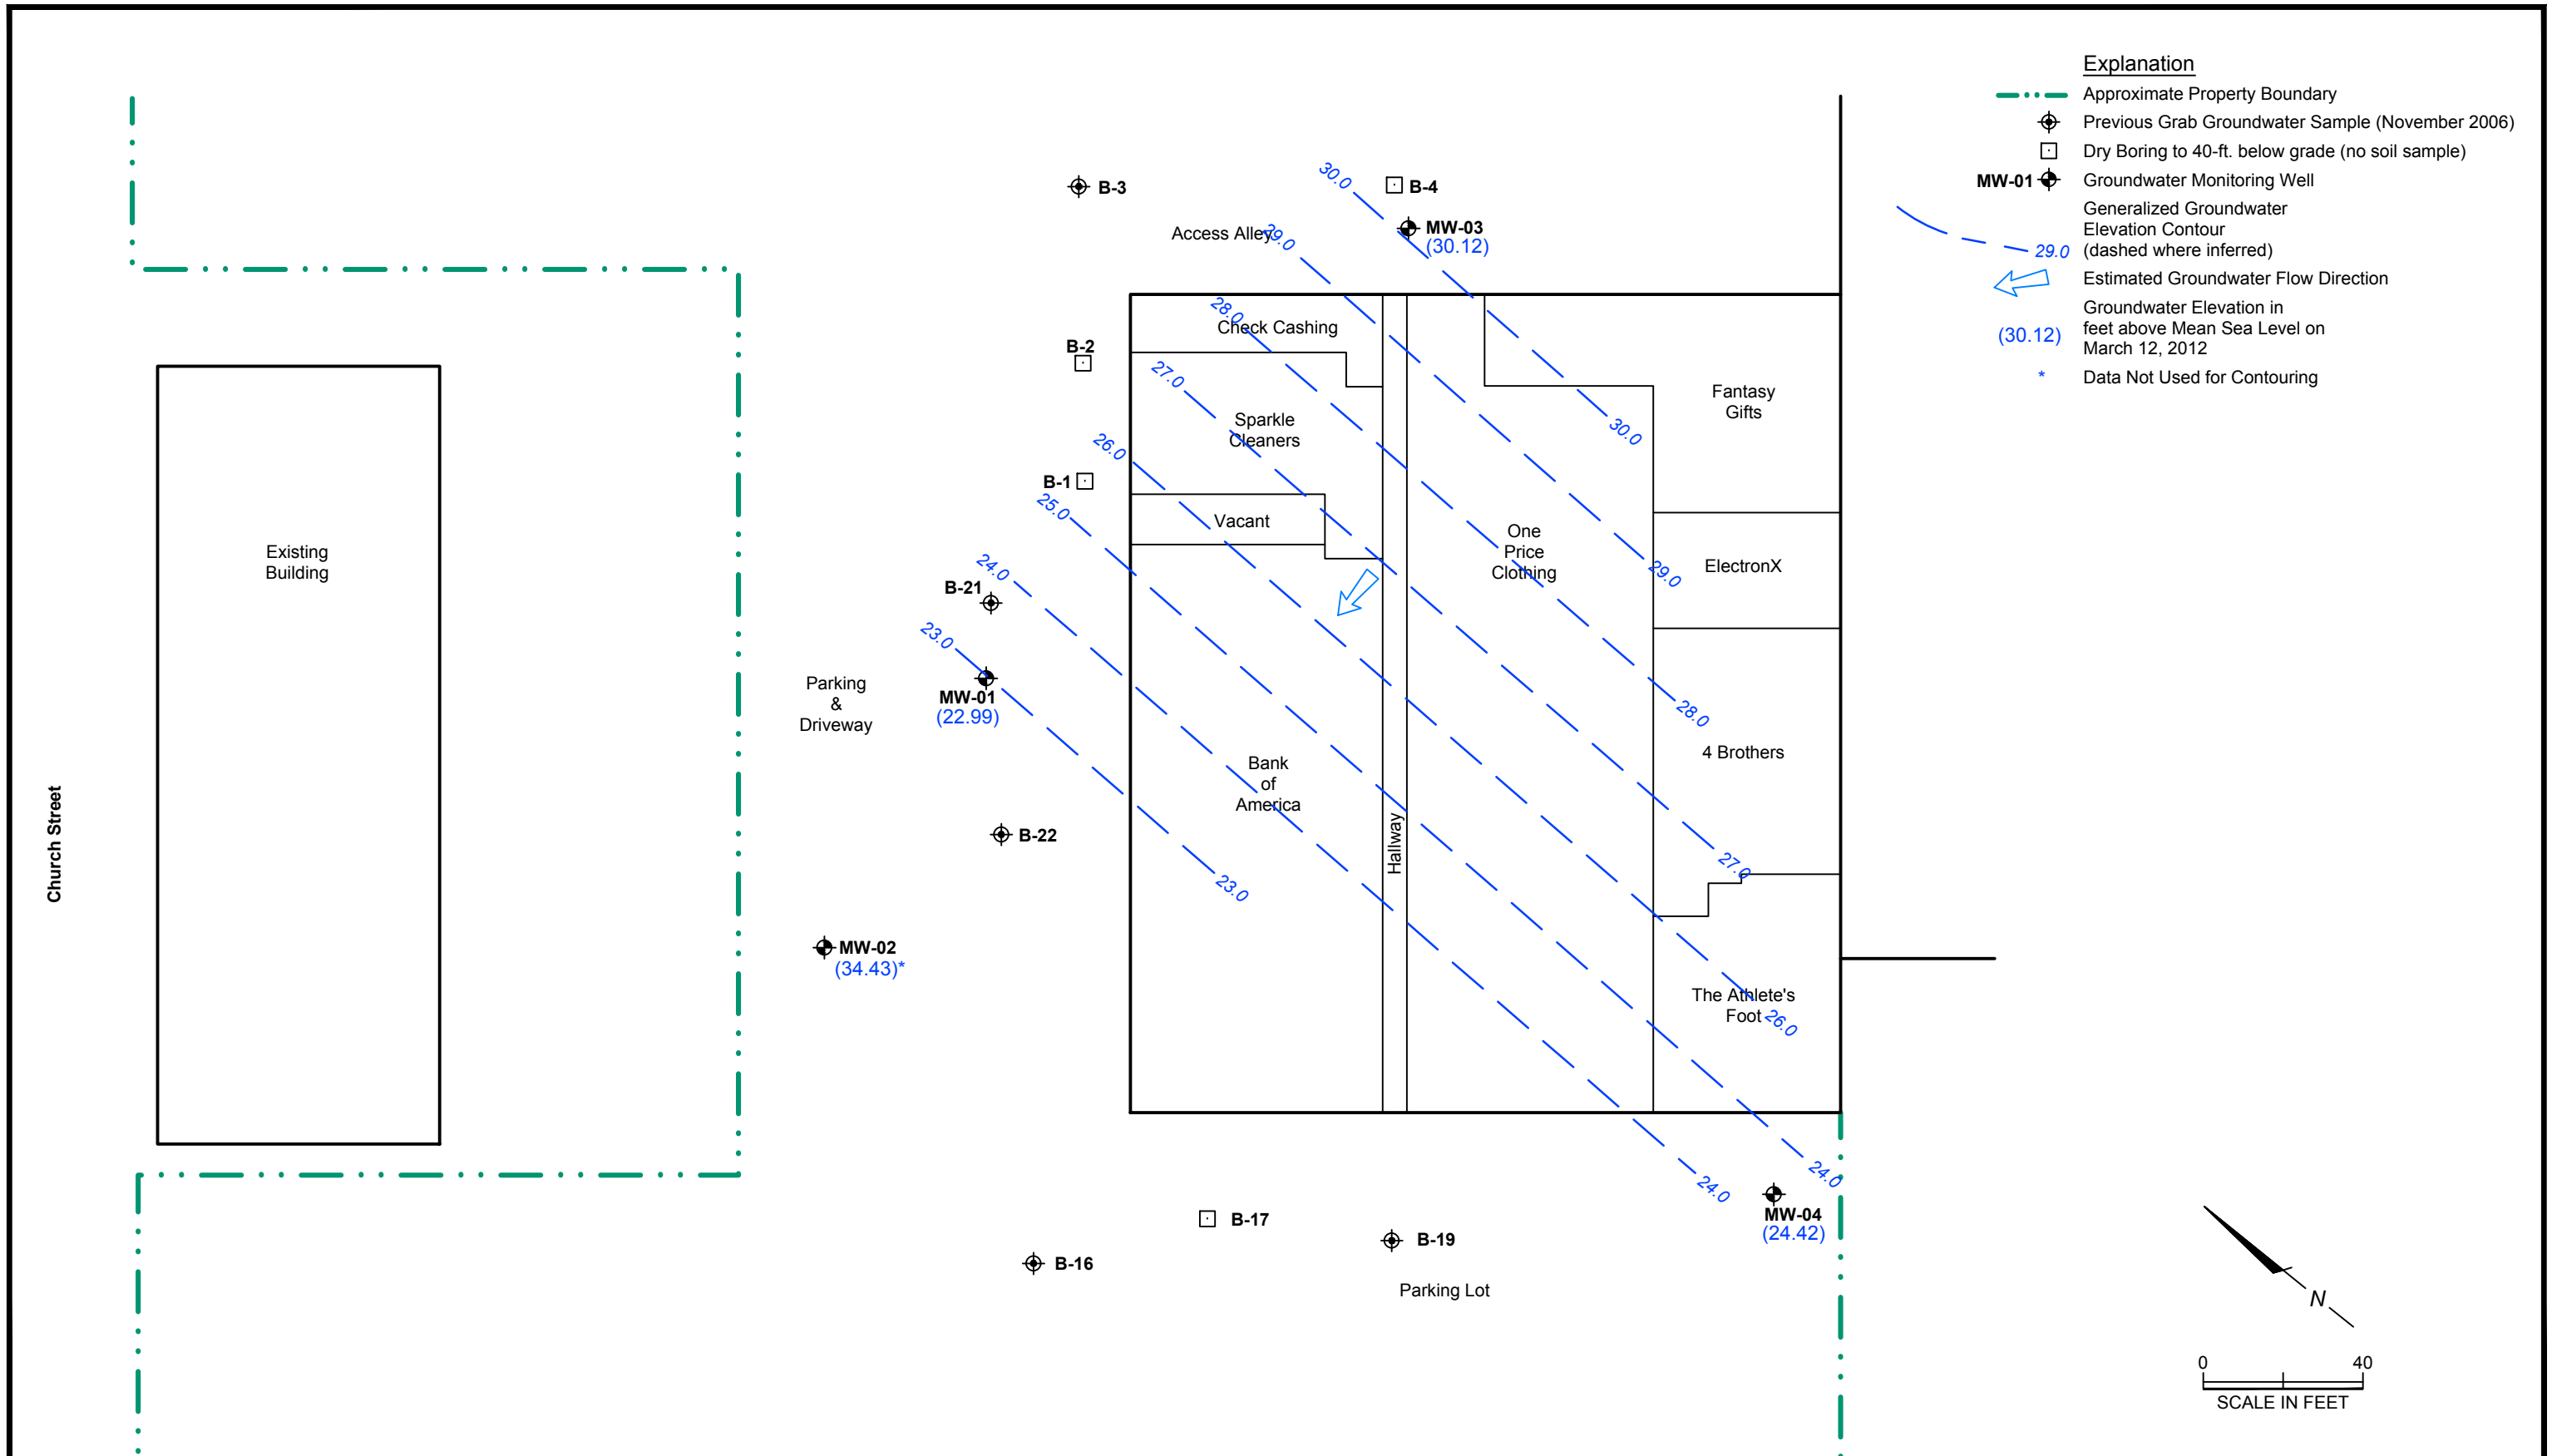 Explanation
Approximate Property Boundary
Previous Grab Groundwater Sample (November 2006)
Dry Boring to 40-ft. below grade (no soil sample)
MW-01 Groundwater Monitoring Well
Generalized Groundwater
Elevation Contour
29.0 (dashed where inferred)
Estimated Groundwater Flow Direction
Groundwater Elevation in
(30.12) feet above Mean Sea Level on
March 12, 2012
* Data Not Used for Contouring
30.0
B-3
B-4
Access Alley
29.0
MW-03
(30.12)
28.0
Check Cashing
B-2
27.0
Fantasy
Gifts
Sparkle
Cleaners
30.0
26.0
B-1
25.0
Vacant
One
Price
Clothing
Existing
Building
24.0
ElectronX
29.0
B-21
23.0
MW-01
(22.99)
Parking
&
Driveway
28.0
4 Brothers
Bank
of
America
Hallway
Church Street
B-22
27.0
23.0
MW-02
(34.43)*
The Athlete's
Foot
26.0
24.0
24.0
MW-04
(24.42)
B-17
B-19
B-16
Parking Lot
N
0 40
SCALE IN FEET